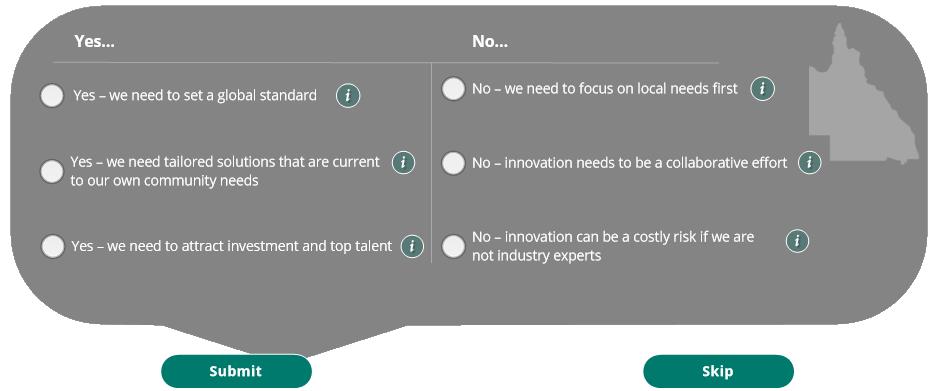 Yes...
No...
Yes – we need to set a global standard i
No – we need to focus on local needs first i
Yes – we need tailored solutions that are current i
to our own community needs
No – innovation needs to be a collaborative effort i
Yes – we need to attract investment and top talent i
No – innovation can be a costly risk if we are i
not industry experts
Submit
Skip